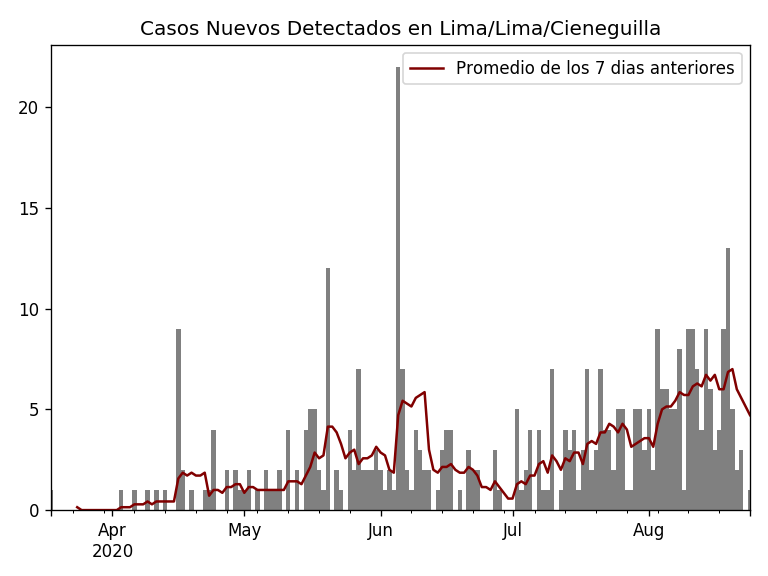 Casos Nuevos Detectados en Lima/Lima/Cieneguilla
Promedio de los 7 dias anteriores
20
15
10
5
0
Apr
2020
May
Jun
Jul
Aug